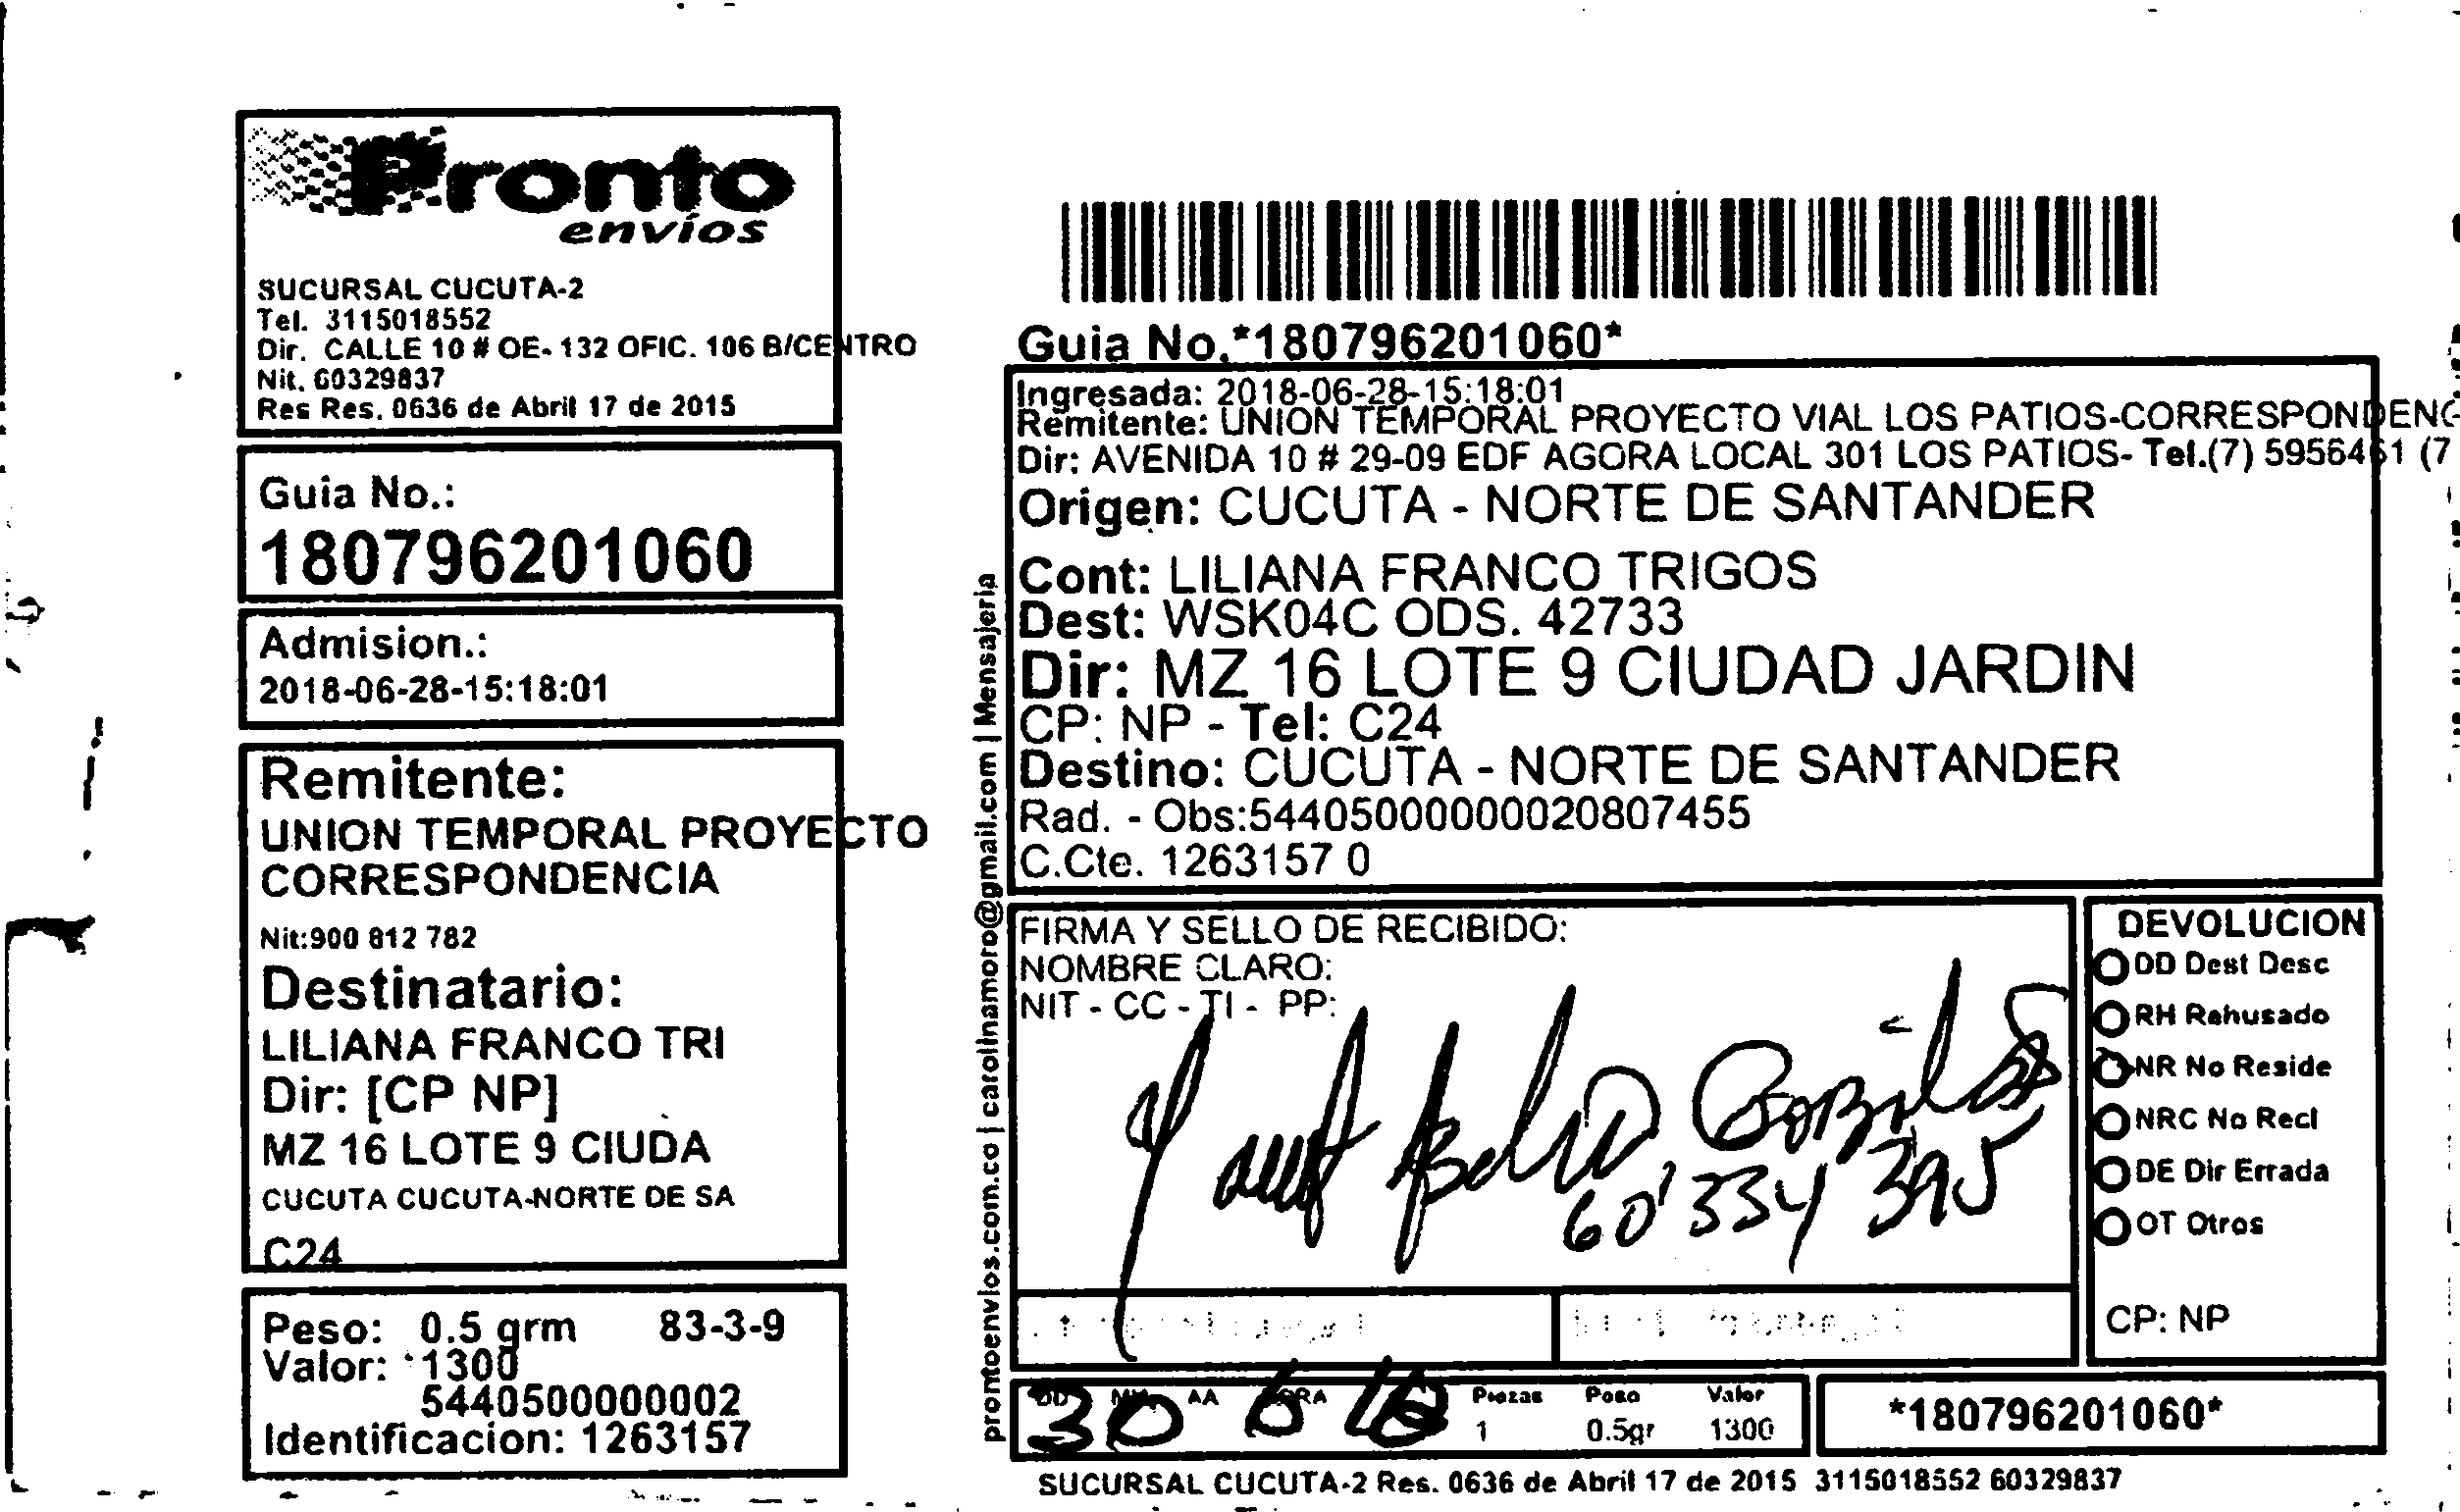 Pronto
envíos
SUCURSAL CUCUTA-2
Tel. 3115018552
Dir. CALLE 10 # OE- 132 OFIC. 106 B/CENTRO
Nit. 60329837
Res Res. 0636 de Abril 17 de 2015
Guia No.:
180796201060
Admision.:
2018-06-28-15:18:01
Remitente:
UNION TEMPORAL PROYECTO
CORRESPONDENCIA
Nit:900 812 782
Destinatario:
LILIANA FRANCO TRI
Dir: [CP NP]
MZ 16 LOTE 9 CIUDA
CUCUTA CUCUTA-NORTE DE SA
C24
Peso: 0.5 grm 83-3-9
Valor: 1300
5440500000002
Identificacion: 1263157
prontoenvios.com.co | carolinamoro@gmail.com | Mensajeria
Guia No.*180796201060*
Ingresada: 2018-06-28-15:18:01
Remitente: UNION TEMPORAL PROYECTO VIAL LOS PATIOS-CORRESPONDENC
Dir: AVENIDA 10 # 29-09 EDF AGORA LOCAL 301 LOS PATIOS- Tel.(7) 5956461 (7
Origen: CUCUTA - NORTE DE SANTANDER
Cont: LILIANA FRANCO TRIGOS
Dest: WSK04C ODS. 42733
Dir: MZ 16 LOTE 9 CIUDAD JARDIN
CP: NP - Tel: C24
Destino: CUCUTA - NORTE DE SANTANDER
Rad. - Obs:544050000000020807455
C.Cte. 1263157 0
FIRMA Y SELLO DE RECIBIDO:
NOMBRE CLARO:
NIT - CC - TI - PP:
60'334 395
DEVOLUCION
DD Dest Desc
RH Rehusado
NR No Reside
NRC No Recl
DE Dir Errada
OT Otros
CP: NP
DD MM AA HORA Piezas Peso Valor
30 6 18 1 0.5gr 1300
*180796201060*
SUCURSAL CUCUTA-2 Res. 0636 de Abril 17 de 2015 3115018552 60329837